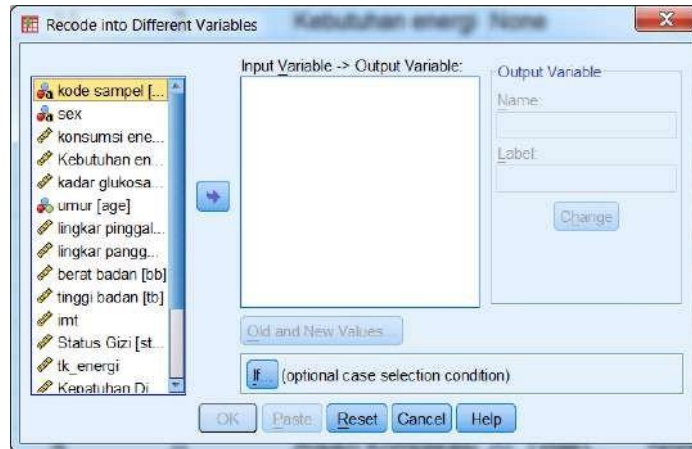 Kebutuhan energi None
Recode into Different Variables
Input Variable -> Output Variable:
kode sampel [...
sex
konsumsi ene...
Kebutuhan en...
kadar glukosa...
umur [age]
lingkar pinggal...
lingkar pangg...
berat badan [bb]
tinggi badan [tb]
imt
Status Gizi [st...
tk_energi
Kepatuhan Di...
Output Variable
Name:
Label:
Change
Old and New Values...
If... (optional case selection condition)
OK Paste Reset Cancel Help